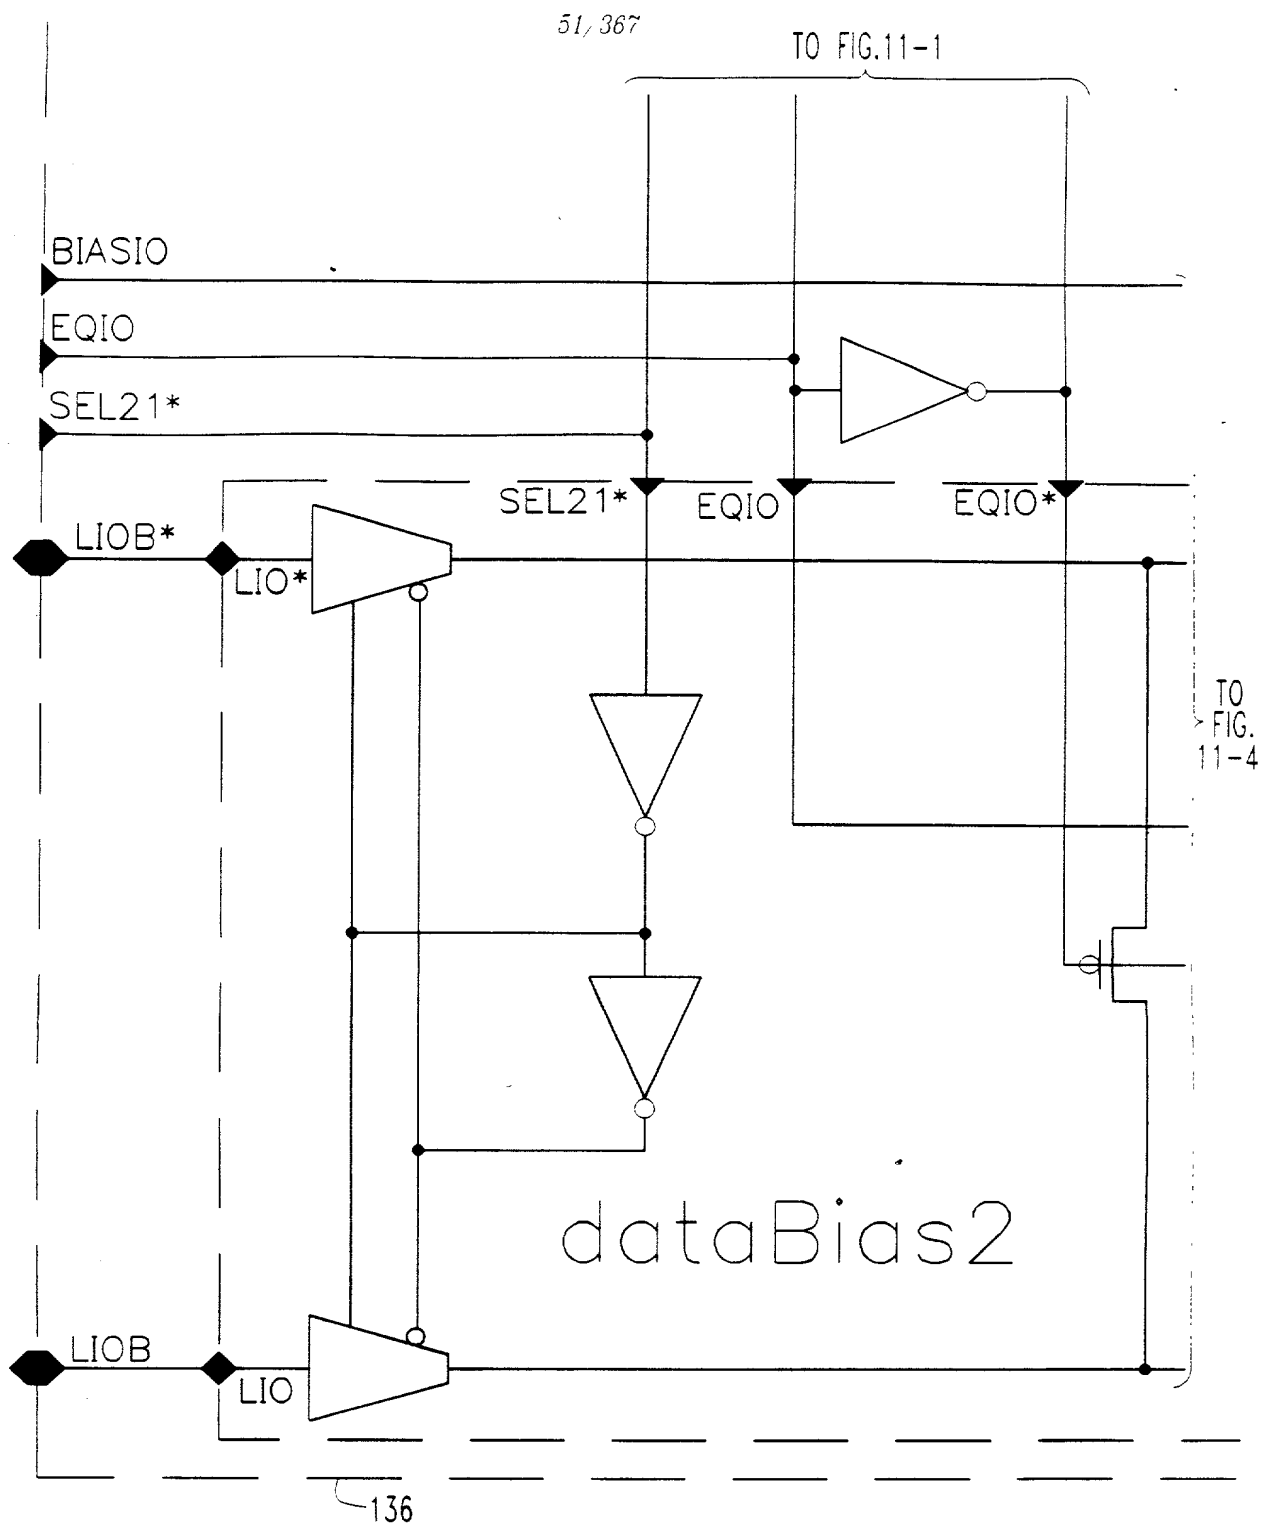 51/367
TO FIG.11-1
BIASIO
EQIO
SEL21*
SEL21*
EQIO
EQIO*
LIOB*
LIO*
TO
FIG.
11-4
dataBias2
LIOB
LIO
136